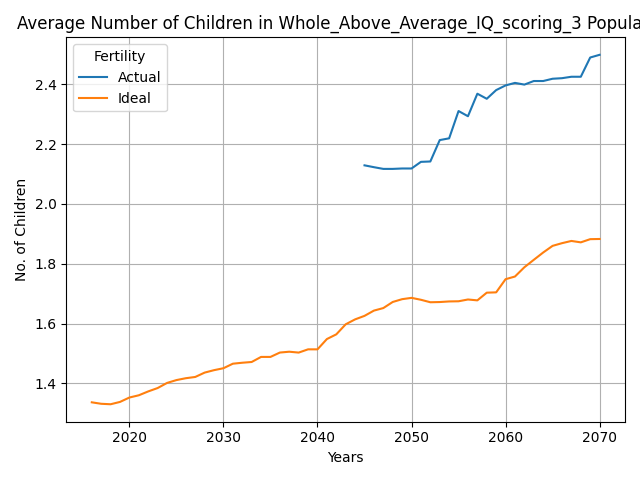 Average Number of Children in Whole_Above_Average_IQ_scoring_3 Popula
Fertility
Actual
Ideal
No. of Children
2.4
2.2
2.0
1.8
1.6
1.4
2020 2030 2040 2050 2060 2070
Years